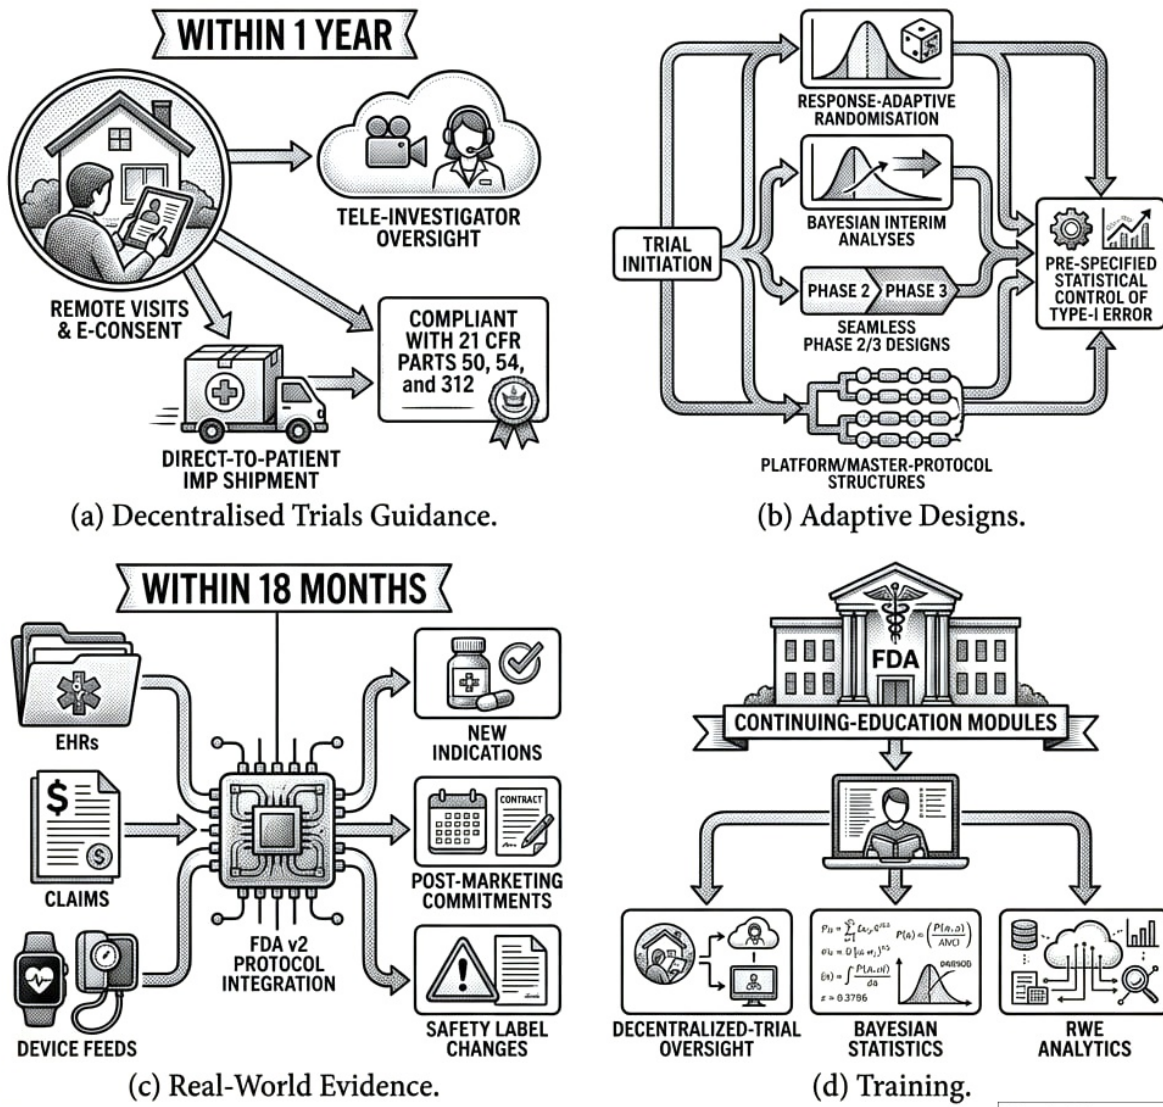 WITHIN 1 YEAR
TELE-INVESTIGATOR
OVERSIGHT
REMOTE VISITS
& E-CONSENT
COMPLIANT
WITH 21 CFR
PARTS 50, 54,
and 312
DIRECT-TO-PATIENT
IMP SHIPMENT
(a) Decentralised Trials Guidance.
RESPONSE-ADAPTIVE
RANDOMISATION
BAYESIAN INTERIM
ANALYSES
TRIAL
INITIATION
PHASE 2
PHASE 3
SEAMLESS
PHASE 2/3 DESIGNS
PRE-SPECIFIED
STATISTICAL
CONTROL OF
TYPE-I ERROR
PLATFORM/MASTER-PROTOCOL
STRUCTURES
(b) Adaptive Designs.
WITHIN 18 MONTHS
EHRs
$
$
CLAIMS
DEVICE FEEDS
FDA v2
PROTOCOL
INTEGRATION
NEW
INDICATIONS
CONTRACT
POST-MARKETING
COMMITMENTS
SAFETY LABEL
CHANGES
(c) Real-World Evidence.
FDA
CONTINUING-EDUCATION MODULES
DECENTRALIZED-TRIAL
OVERSIGHT
BAYESIAN
STATISTICS
RWE
ANALYTICS
(d) Training.